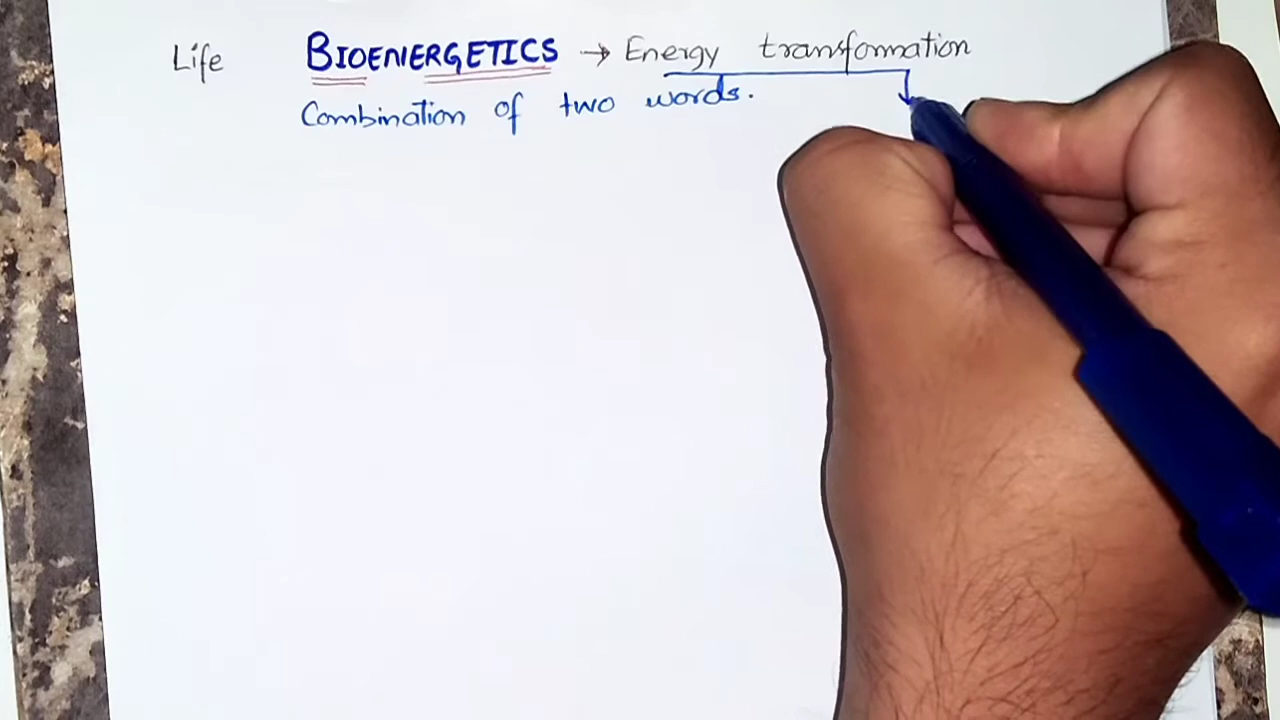 Life BIOENERGETICS → Energy transformation
Combination of two words.